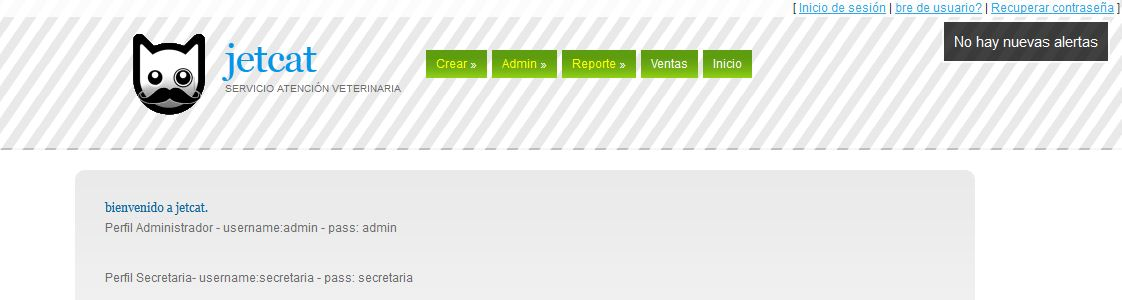 [ Inicio de sesión | bre de usuario? | Recuperar contraseña ]
No hay nuevas alertas
jetcat
SERVICIO ATENCIÓN VETERINARIA
Crear » Admin » Reporte » Ventas Inicio
bienvenido a jetcat.
Perfil Administrador - username:admin - pass: admin
Perfil Secretaria- username:secretaria - pass: secretaria